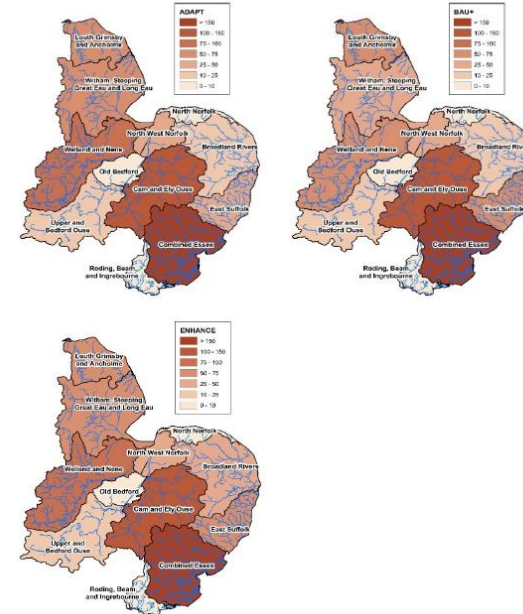 ADAPT
> 150
100 - 150
75 - 100
50 - 75
25 - 50
10 - 25
0 - 10
Louth Grimsby
and Ancholme
Witham, Steeping
Great Eau and Long Eau
North Norfolk
North West Norfolk
Welland and Nene
Broadland Rivers
Old Bedford
Cam and Ely Ouse
East Suffolk
Upper and
Bedford Ouse
Combined Essex
Roding, Beam
and Ingrebourne
BAU+
> 150
100 - 150
75 - 100
50 - 75
25 - 50
10 - 25
0 - 10
Louth Grimsby
and Ancholme
Witham, Steeping
Great Eau and Long Eau
North Norfolk
North West Norfolk
Welland and Nene
Broadland Rivers
Old Bedford
Cam and Ely Ouse
East Suffolk
Upper and
Bedford Ouse
Combined Essex
Roding, Beam
and Ingrebourne
ENHANCE
> 150
100 - 150
75 - 100
50 - 75
25 - 50
10 - 25
0 - 10
Louth Grimsby
and Ancholme
Witham, Steeping
Great Eau and Long Eau
North Norfolk
North West Norfolk
Welland and Nene
Broadland Rivers
Old Bedford
Cam and Ely Ouse
East Suffolk
Upper and
Bedford Ouse
Combined Essex
Roding, Beam
and Ingrebourne